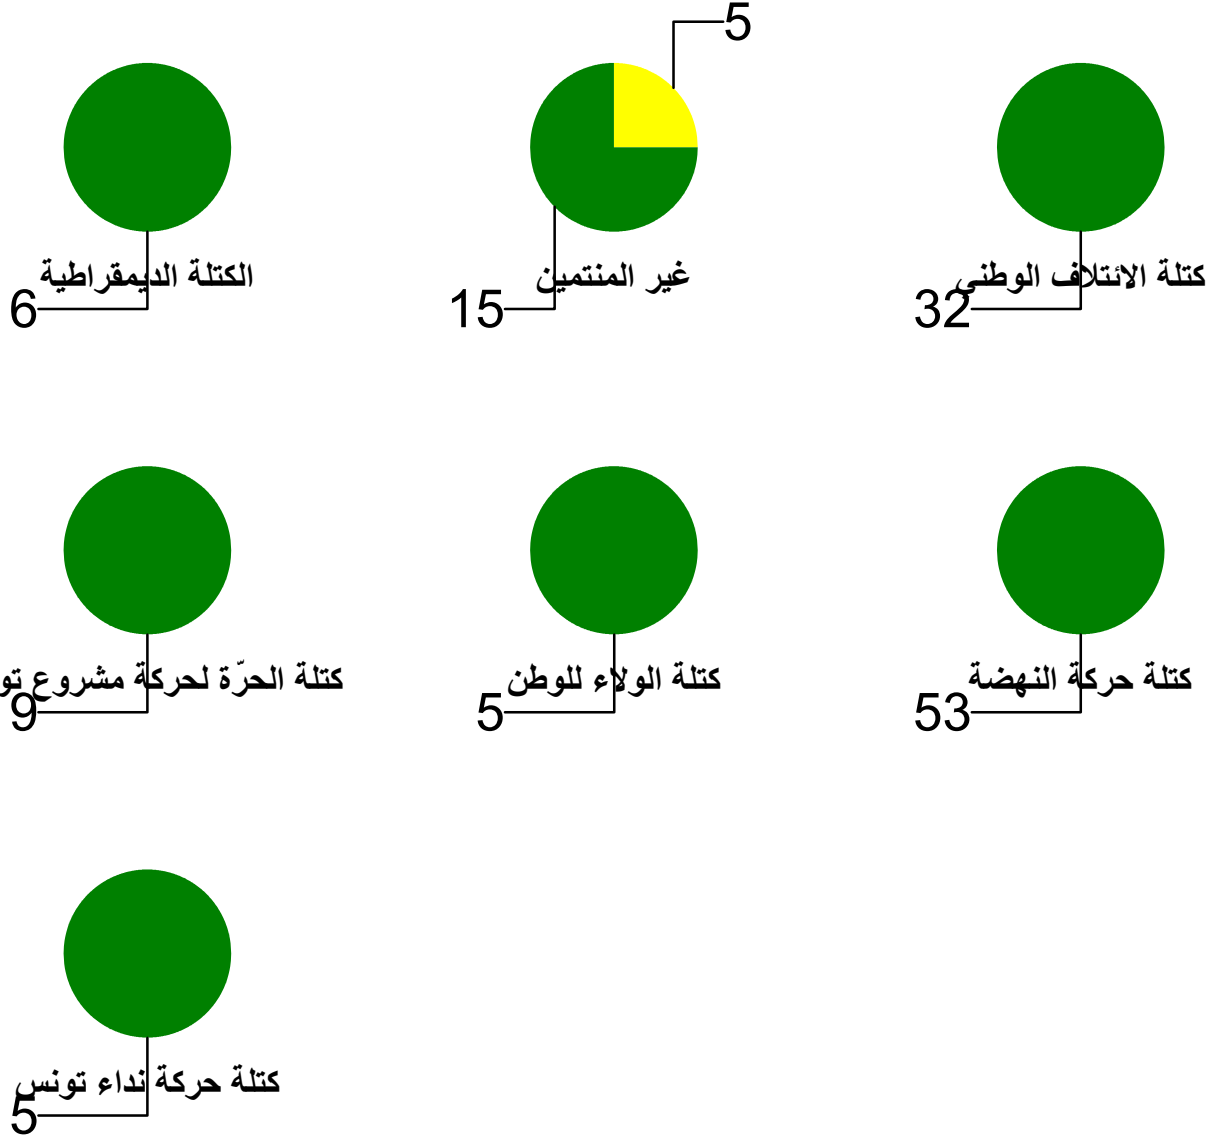 5
الكتلة الديمقراطية
6
غير المنتمين
15
كتلة الائتلاف الوطني
32
كتلة الحرّة لحركة مشروع تو
9
كتلة الولاء للوطن
5
كتلة حركة النهضة
53
كتلة حركة نداء تونس
5